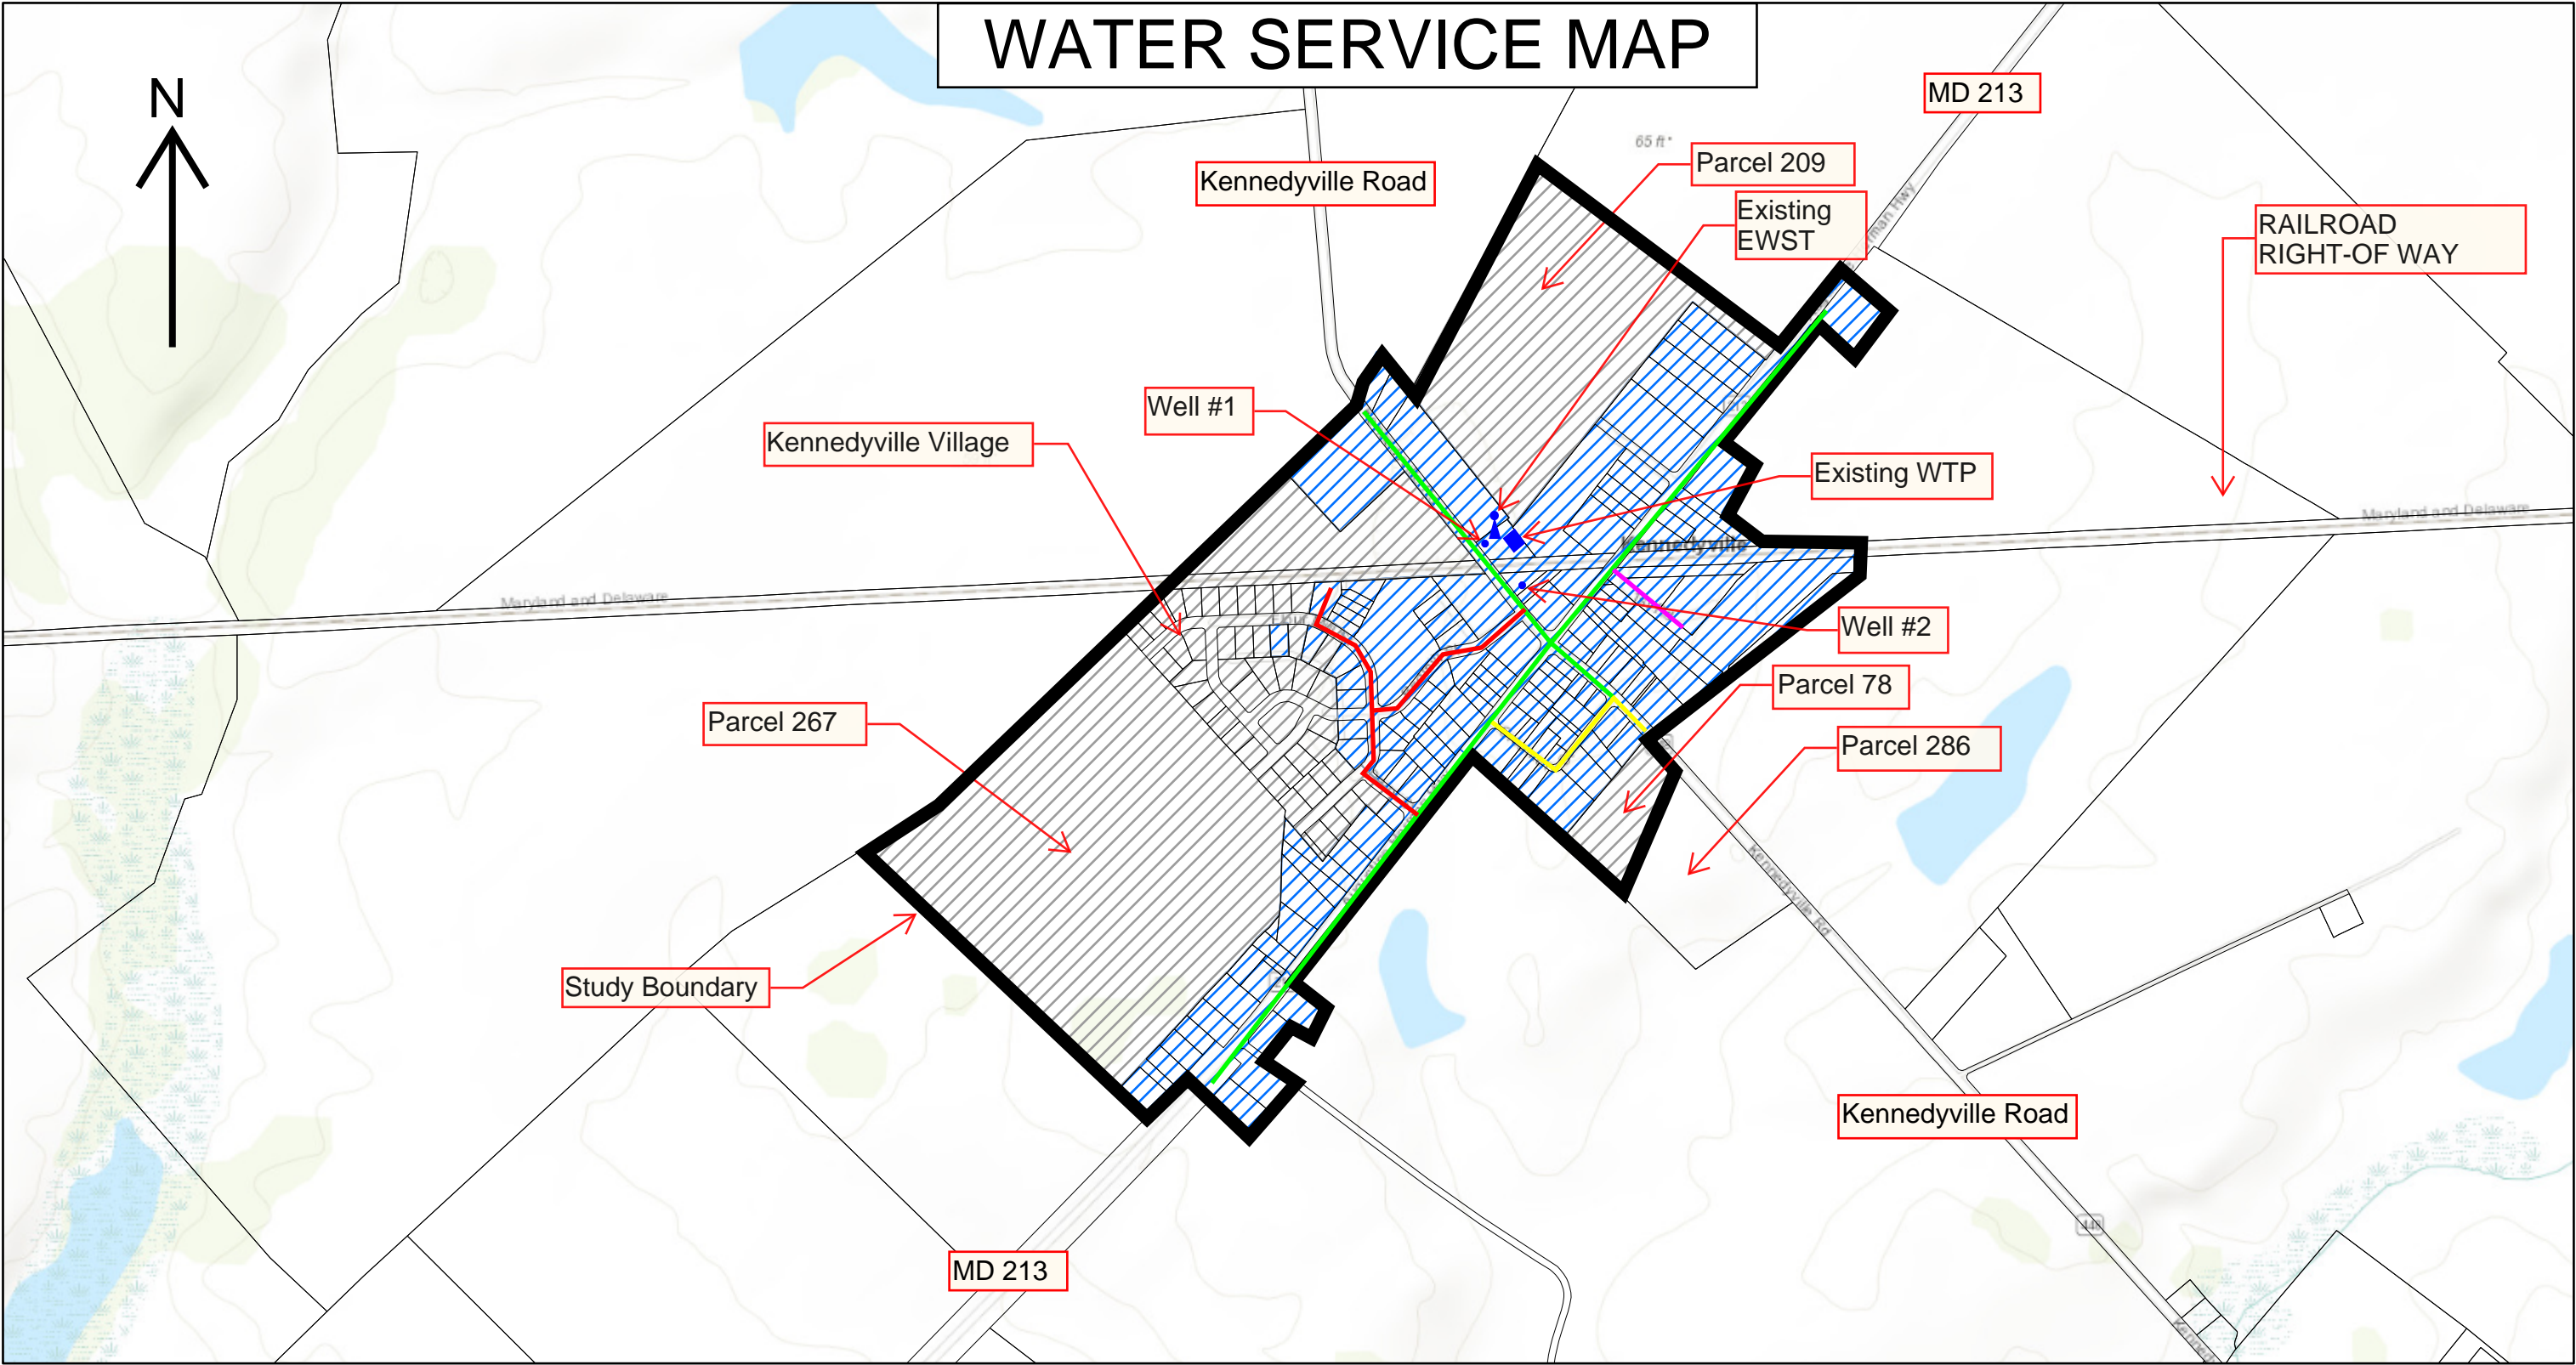 WATER SERVICE MAP
N
MD 213
65 ft
Parcel 209
Kennedyville Road
Existing
EWST
RAILROAD
RIGHT-OF WAY
Well #1
Kennedyville Village
Existing WTP
Maryland and Delaware
Kennedyville
Maryland and Delaware
Well #2
Parcel 78
Parcel 267
Parcel 286
Kennedyville Rd
Study Boundary
Kennedyville Road
448
MD 213